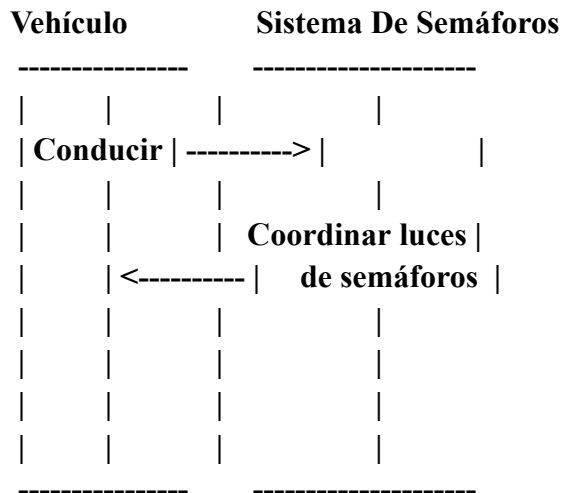 Vehículo Sistema De Semáforos
---------------- ---------------------
| | | |
| Conducir | ----------> | |
| | | |
| | | Coordinar luces |
| | <---------- | de semáforos |
| | | |
| | | |
| | | |
| | | |
---------------- ---------------------